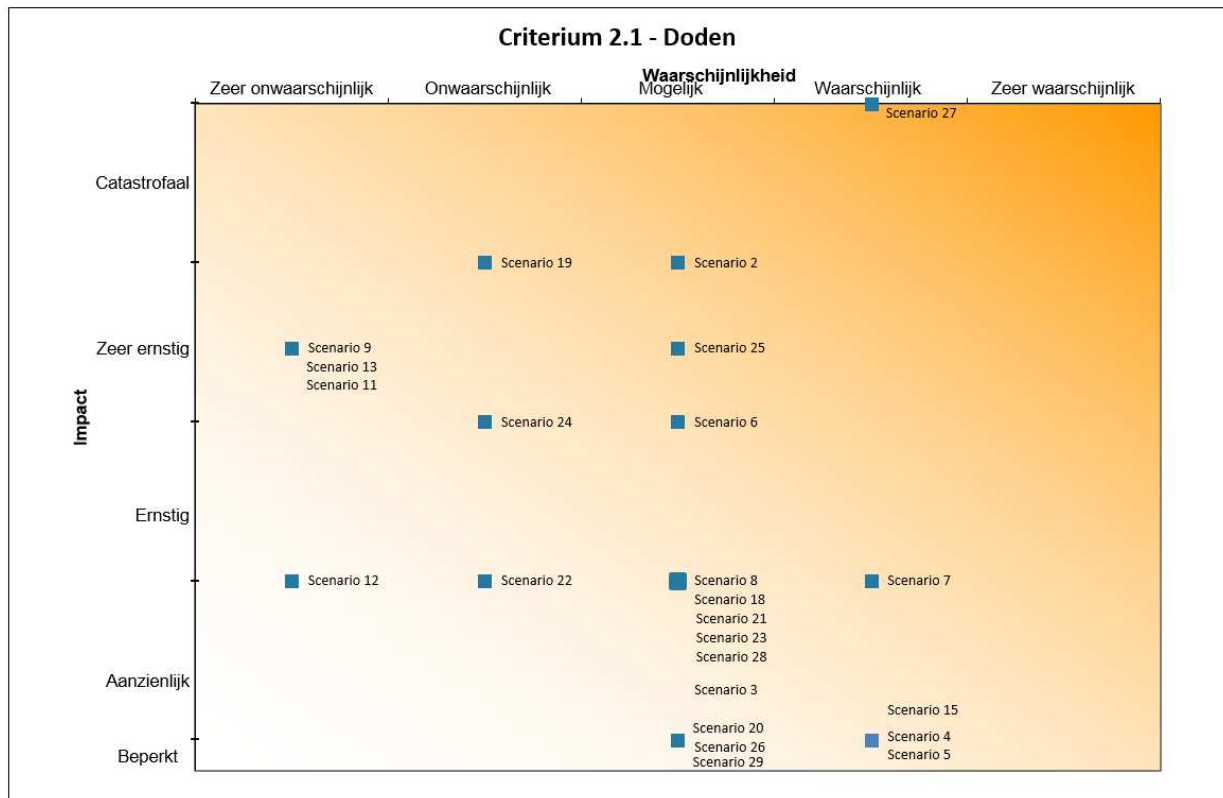 Criterium 2.1 - Doden
Waarschijnlijkheid
Zeer onwaarschijnlijk
Onwaarschijnlijk
Mogelijk
Waarschijnlijk
Zeer waarschijnlijk
Scenario 27
Catastrofaal
Scenario 19
Scenario 2
Zeer ernstig
Scenario 9
Scenario 13
Scenario 11
Scenario 25
Impact
Scenario 24
Scenario 6
Ernstig
Scenario 12
Scenario 22
Scenario 8
Scenario 18
Scenario 21
Scenario 23
Scenario 28
Scenario 7
Aanzienlijk
Scenario 3
Scenario 15
Scenario 20
Scenario 26
Scenario 29
Scenario 4
Scenario 5
Beperkt